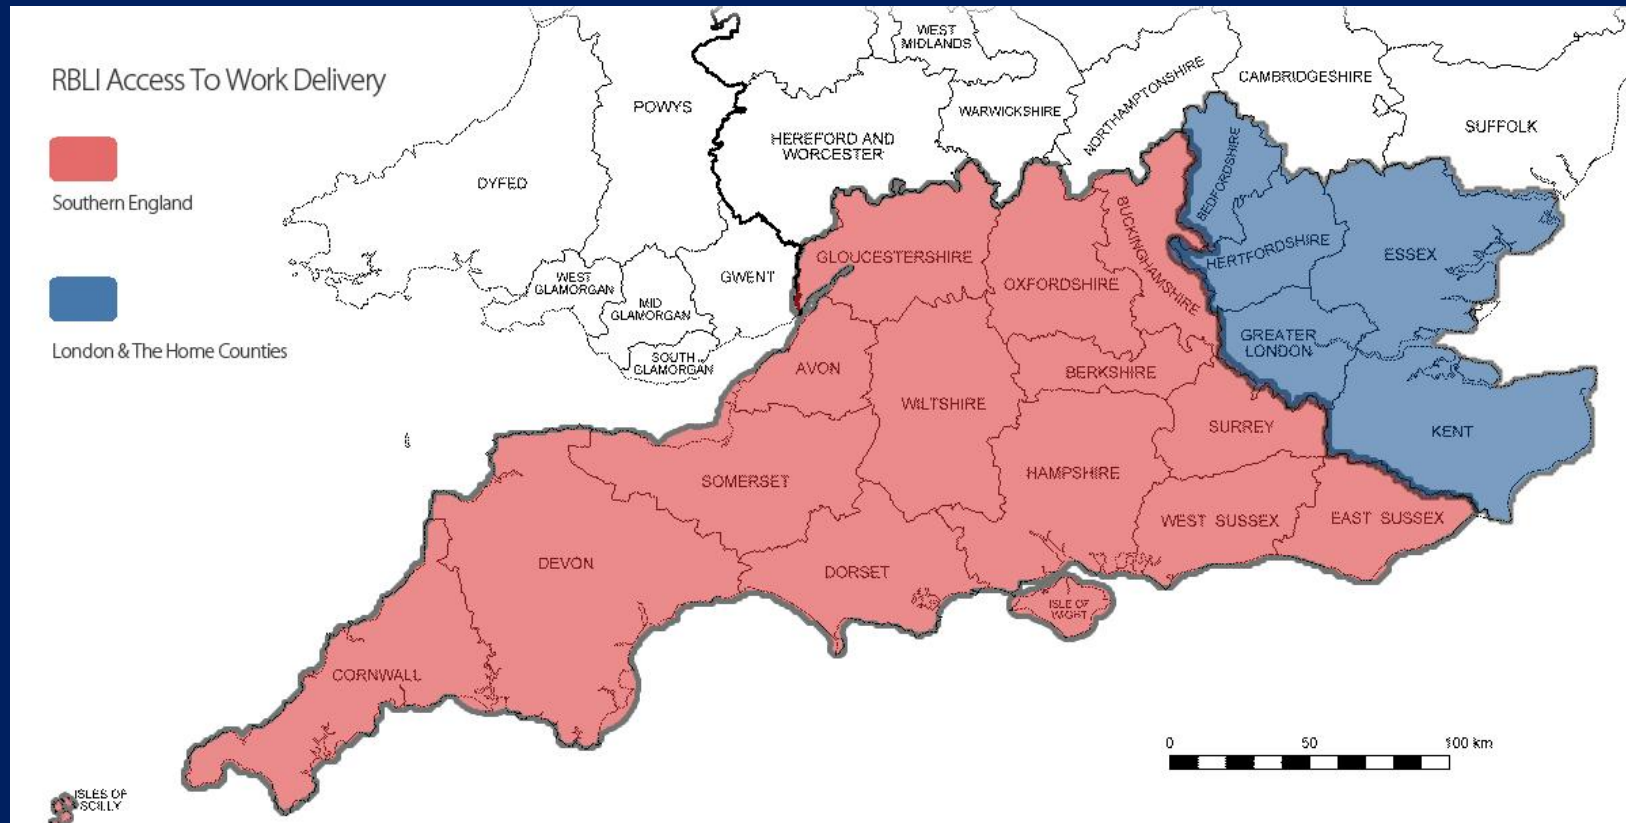 RBLI Access To Work Delivery
Southern England
London & The Home Counties
WEST
MIDLANDS
POWYS
WARWICKSHIRE
NORTHAMPTONSHIRE
CAMBRIDGESHIRE
SUFFOLK
HEREFORD AND
WORCESTER
DYFED
BEDFORDSHIRE
BUCKINGHAMSHIRE
GLOUCESTERSHIRE
HERTFORDSHIRE
ESSEX
WEST
GLAMORGAN
GWENT
OXFORDSHIRE
MID
GLAMORGAN
GREATER
LONDON
SOUTH
GLAMORGAN
AVON
BERKSHIRE
WILTSHIRE
SURREY
KENT
SOMERSET
HAMPSHIRE
WEST SUSSEX
EAST SUSSEX
DEVON
DORSET
ISLE OF
WIGHT
CORNWALL
0 50 100 km
ISLES OF
SCILLY